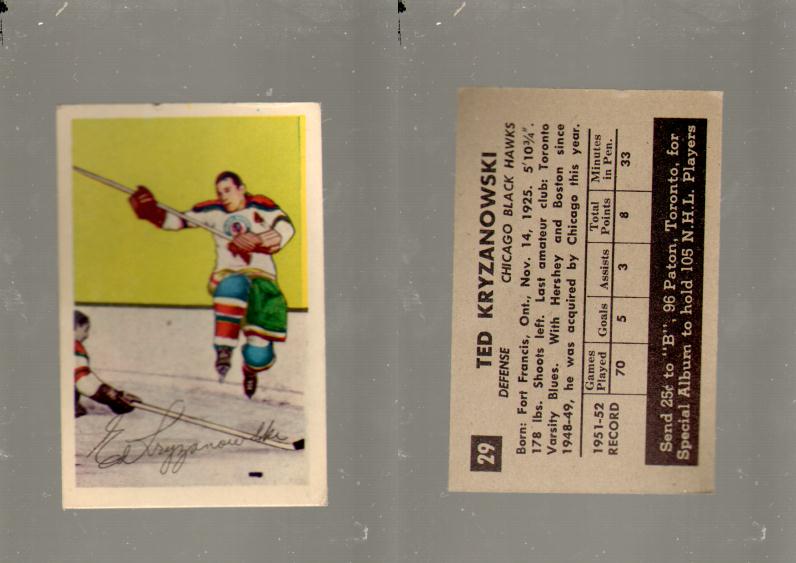 A
Ed Kryzanowski
29
TED KRYZANOWSKI
DEFENSE CHICAGO BLACK HAWKS
Born: Fort Francis, Ont., Nov. 14, 1925. 5'10¾".
178 lbs. Shoots left. Last amateur club: Toronto
Varsity Blues. With Hershey and Boston since
1948-49, he was acquired by Chicago this year.
1951-52 RECORD
Games Played Goals Assists Total Points Minutes in Pen.
70 5 3 8 33
Send 25¢ to "B", 96 Paton, Toronto, for
Special Album to hold 105 N.H.L. Players